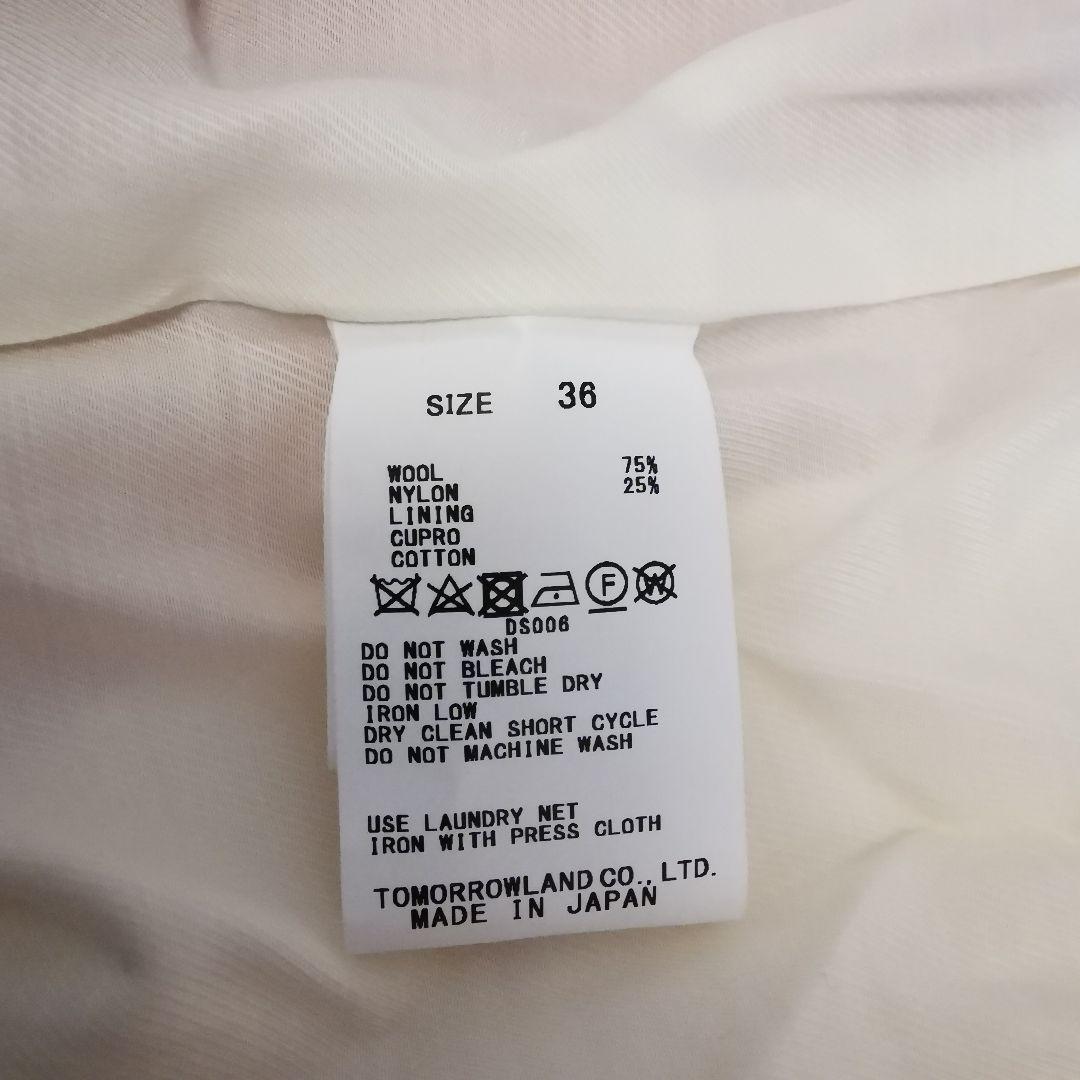 SIZE 36
WOOL 75%
NYLON 25%
LINING
CUPRO
COTTON
F W
DS006
DO NOT WASH
DO NOT BLEACH
DO NOT TUMBLE DRY
IRON LOW
DRY CLEAN SHORT CYCLE
DO NOT MACHINE WASH
USE LAUNDRY NET
IRON WITH PRESS CLOTH
TOMORROWLAND CO., LTD.
MADE IN JAPAN